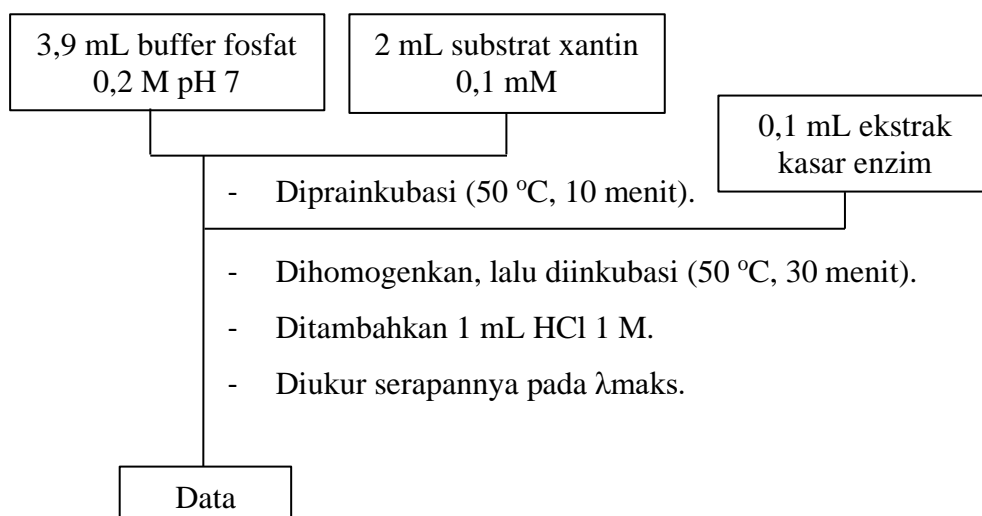 3,9 mL buffer fosfat
0,2 M pH 7
2 mL substrat xantin
0,1 mM
0,1 mL ekstrak
kasar enzim
- Diprainkubasi (50 °C, 10 menit).
- Dihomogenkan, lalu diinkubasi (50 °C, 30 menit).
- Ditambahkan 1 mL HCl 1 M.
- Diukur serapannya pada λmaks.
Data